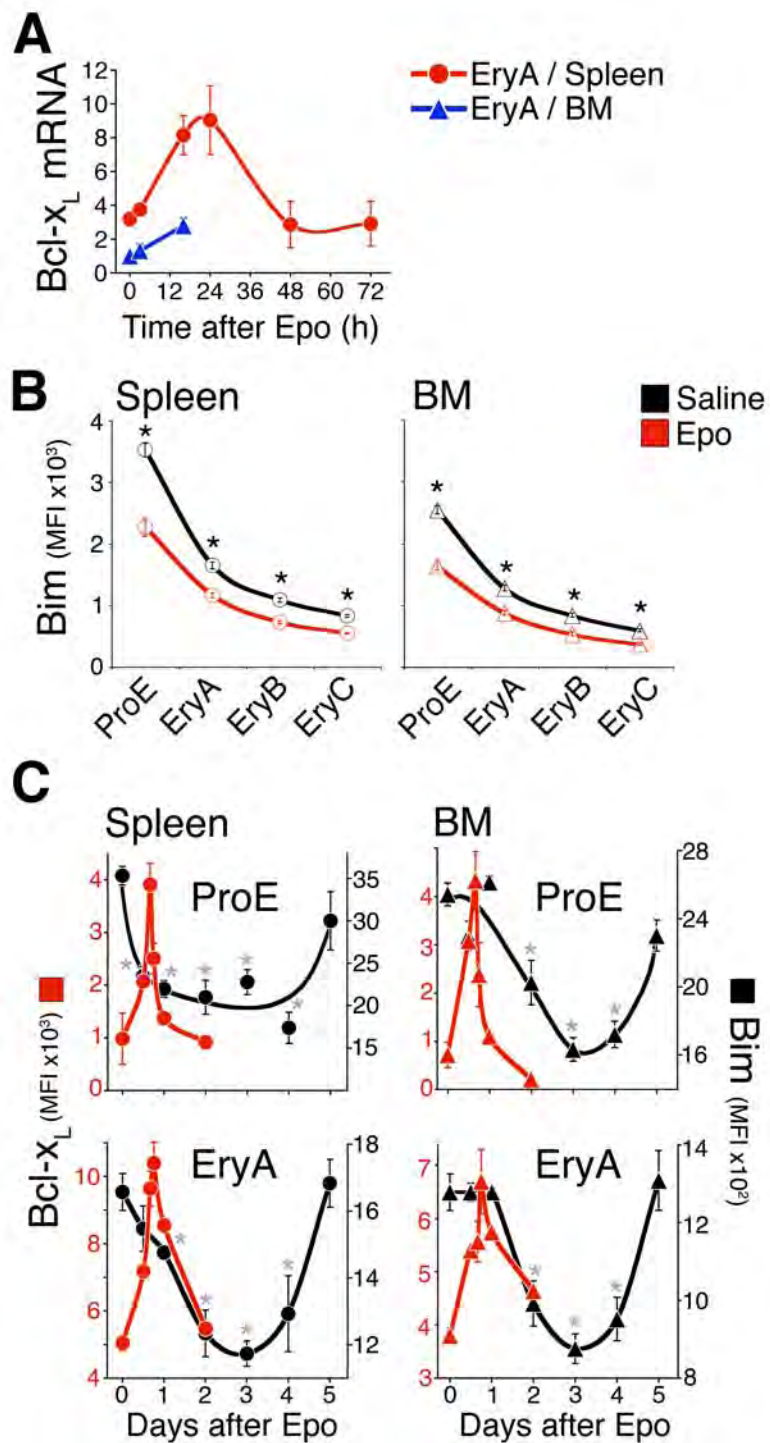 A
Bcl-xL mRNA
12
10
8
6
4
2
0
0 12 24 36 48 60 72
Time after Epo (h)
EryA / Spleen
EryA / BM
B
Spleen
BM
Saline
Epo
Bim (MFI x10³)
4
3
2
1
0
* * * *
* * * *
ProE EryA EryB EryC
ProE EryA EryB EryC
C
Spleen
BM
Bcl-xL (MFI x10³)
Bim (MFI x10²)
ProE
4
3
2
1
0
35
30
25
20
15
* * * * *
ProE
4
3
2
1
0
28
24
20
16
* * *
EryA
10
8
6
4
18
16
14
12
* * * *
EryA
7
6
5
4
3
14
12
10
8
* * *
0 1 2 3 4 5
0 1 2 3 4 5
Days after Epo
Days after Epo